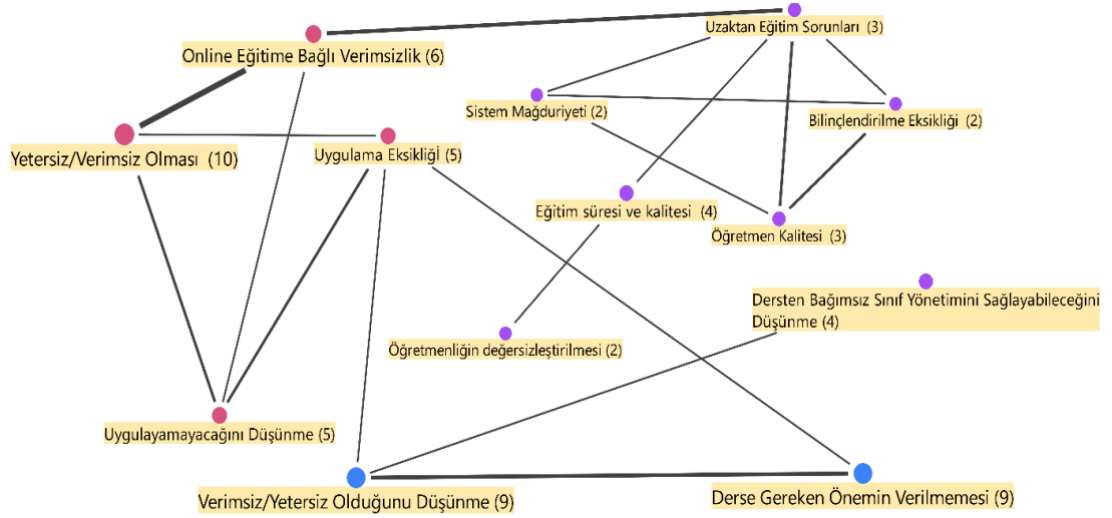 Uzaktan Eğitim Sorunları (3)
Online Eğitime Bağlı Verimsizlik (6)
Sistem Mağduriyeti (2)
Bilinçlendirilme Eksikliği (2)
Yetersiz/Verimsiz Olması (10)
Uygulama Eksikliğİ (5)
Eğitim süresi ve kalitesi (4)
Öğretmen Kalitesi (3)
Dersten Bağımsız Sınıf Yönetimini Sağlayabileceğini
Düşünme (4)
Öğretmenliğin değersizleştirilmesi (2)
Uygulayamayacağını Düşünme (5)
Verimsiz/Yetersiz Olduğunu Düşünme (9)
Derse Gereken Önemin Verilmemesi (9)